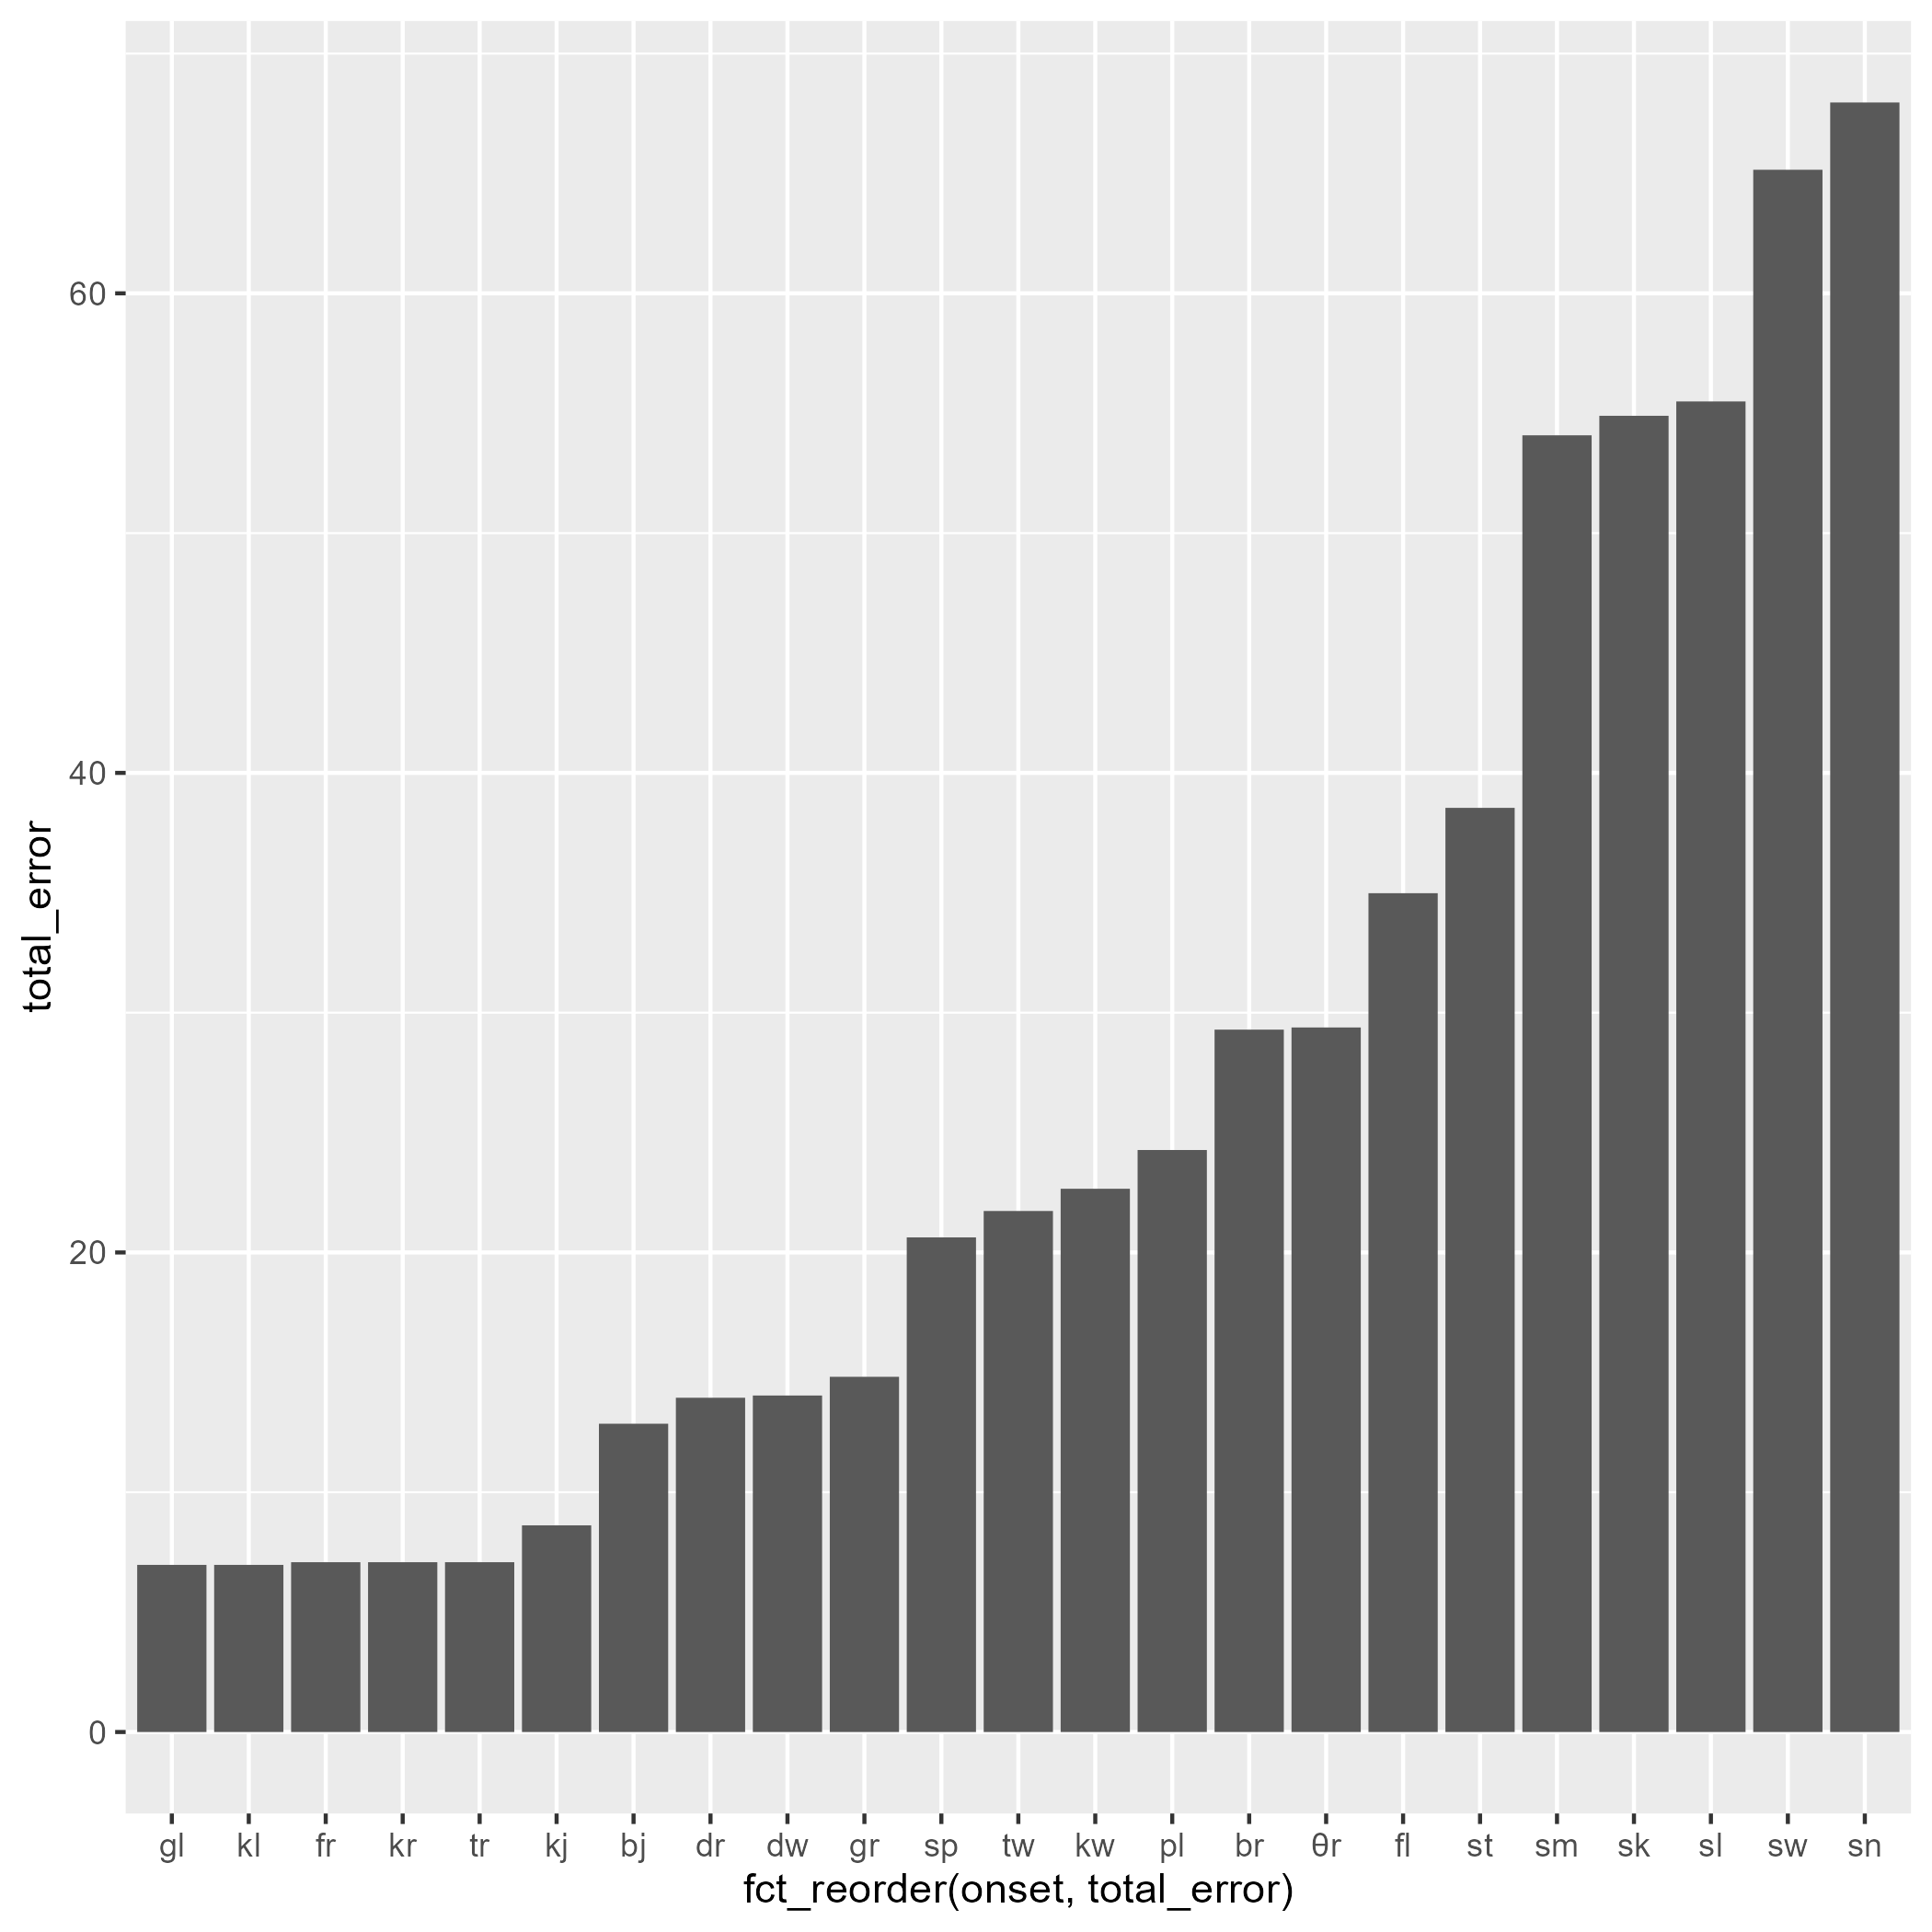 total_error
60
40
20
0
gl kl fr kr tr kj bj dr dw gr sp tw kw pl br θr fl st sm sk sl sw sn
fct_reorder(onset, total_error)